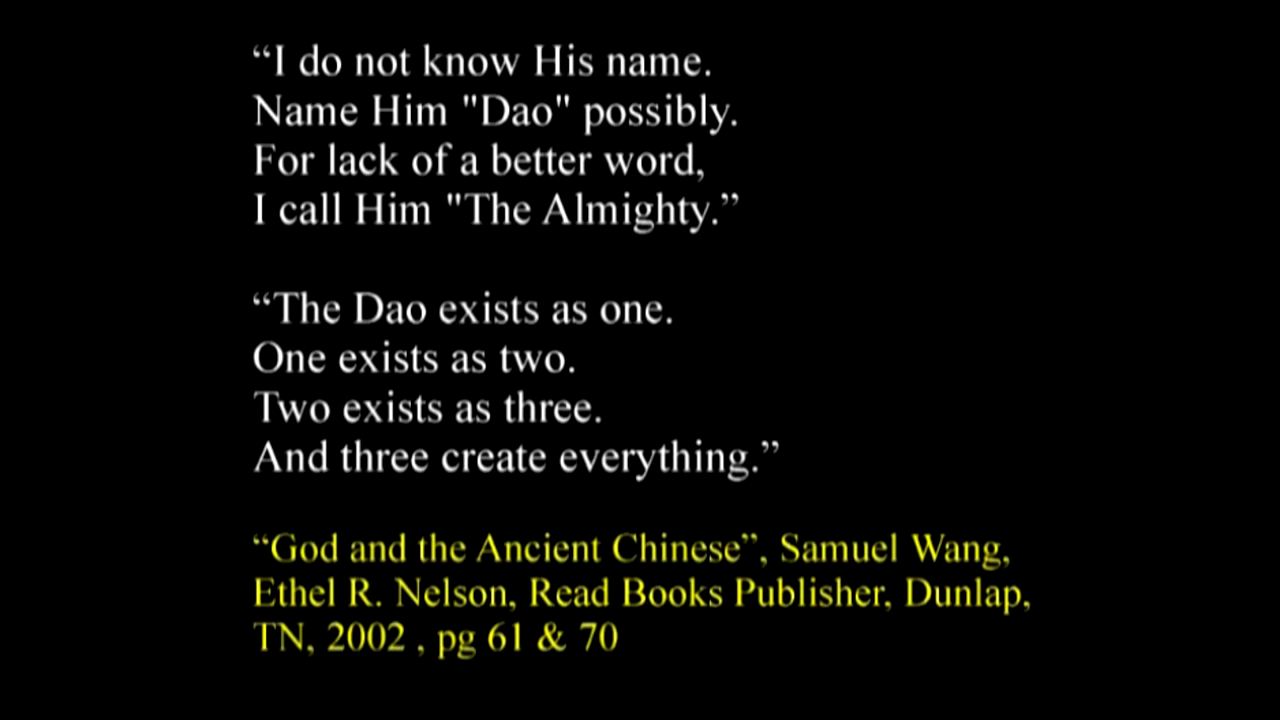 “I do not know His name.
Name Him "Dao" possibly.
For lack of a better word,
I call Him "The Almighty.”
“The Dao exists as one.
One exists as two.
Two exists as three.
And three create everything.”
“God and the Ancient Chinese”, Samuel Wang,
Ethel R. Nelson, Read Books Publisher, Dunlap,
TN, 2002 , pg 61 & 70